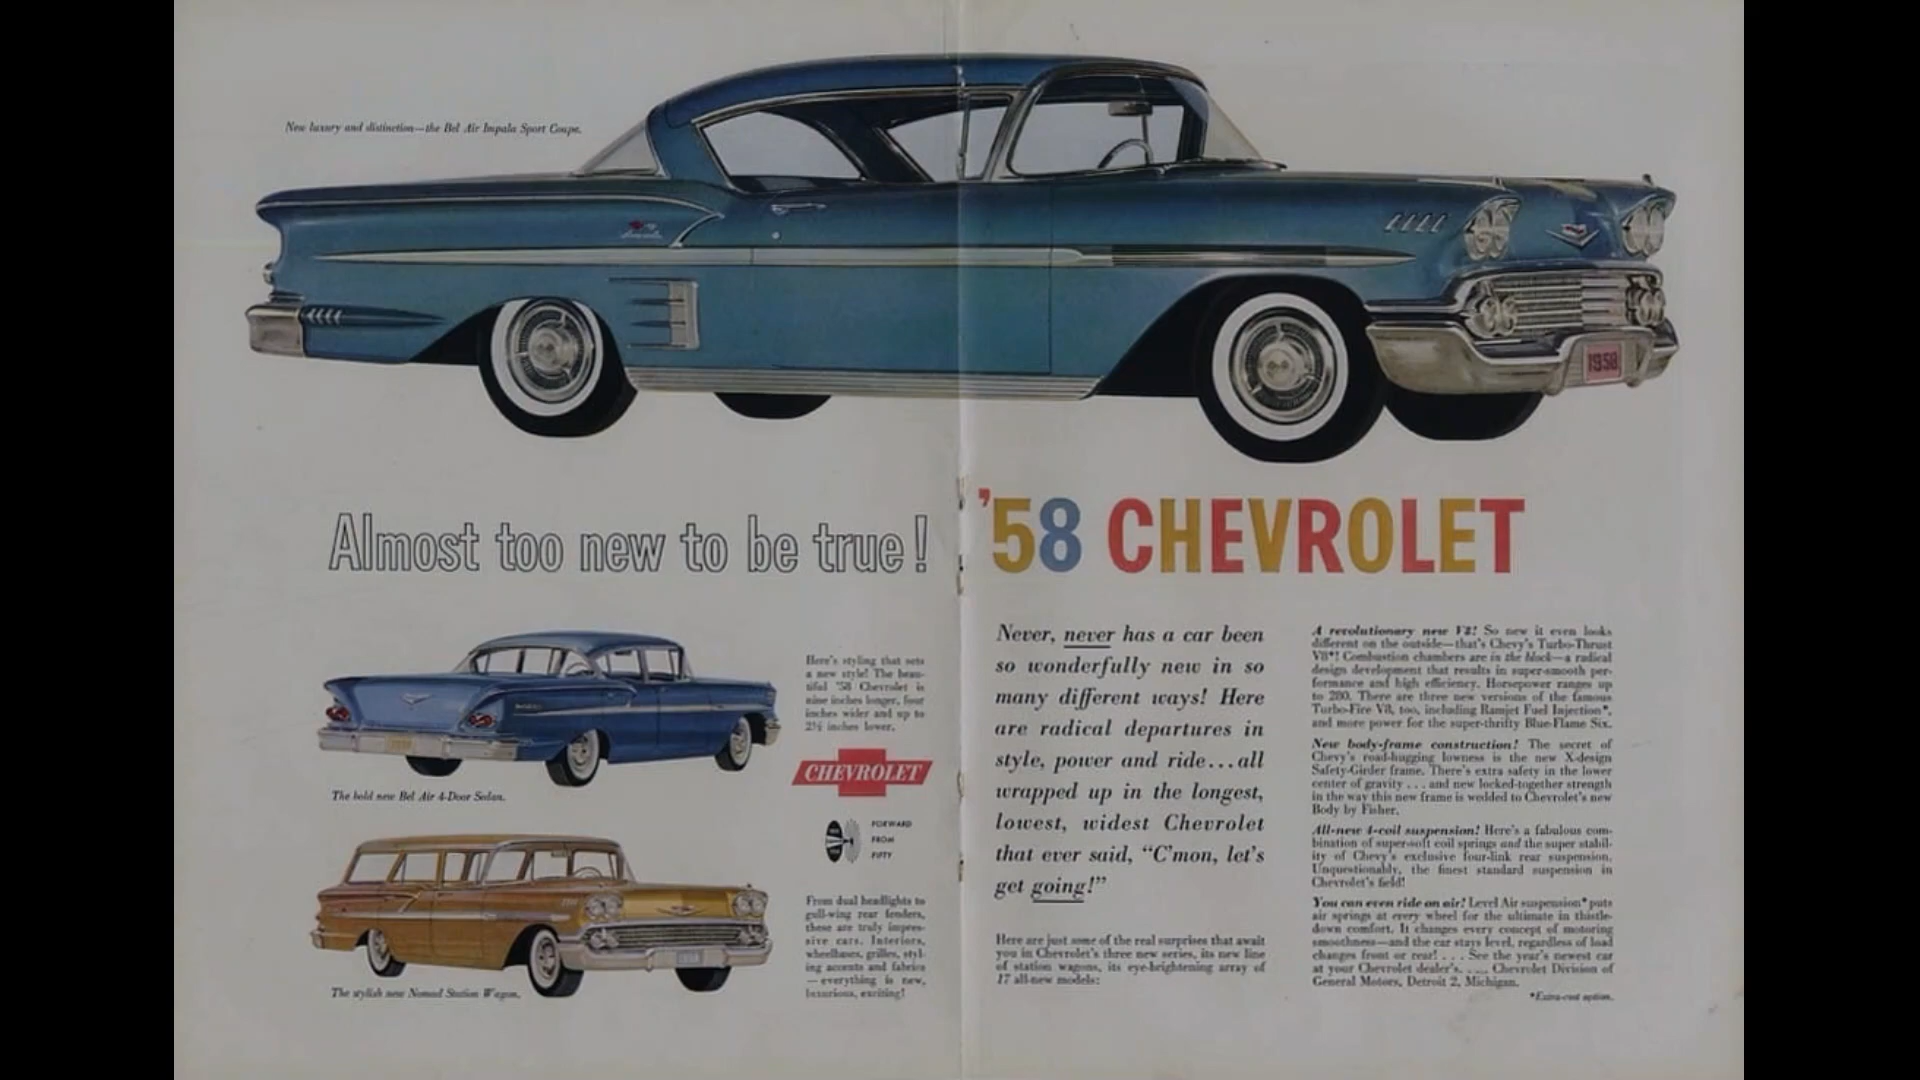 New luxury and distinction—the Bel Air Impala Sport Coupe.
1958
Almost too new to be true!
'58 CHEVROLET
The bold new Bel Air 4-Door Sedan.
The stylish new Nomad Station Wagon.
Here's styling that sets
a new style! The beau-
tiful '58 Chevrolet is
nine inches longer, four
inches wider and up to
2½ inches lower.
CHEVROLET
FORWARD
FROM
FIFTY
From dual headlights to
gull-wing rear fenders,
these are truly impres-
sive cars. Interiors,
wheelbases, grilles, styl-
ing accents and fabrics
—everything is new,
luxurious, exciting!
Never, never has a car been
so wonderfully new in so
many different ways! Here
are radical departures in
style, power and ride...all
wrapped up in the longest,
lowest, widest Chevrolet
that ever said, “C'mon, let's
get going!”
Here are just some of the real surprises that await
you in Chevrolet's three new series, its new line
of station wagons, its eye-brightening array of
17 all-new models:
A revolutionary new V8! So new it even looks
different on the outside—that's Chevy's Turbo-Thrust
V8*! Combustion chambers are in the block—a radical
design development that results in super-smooth per-
formance and high efficiency. Horsepower ranges up
to 280. There are three new versions of the famous
Turbo-Fire V8, too, including Ramjet Fuel Injection*,
and more power for the super-thrifty Blue-Flame Six.
New body-frame construction! The secret of
Chevy's road-hugging lowness is the new X-design
Safety-Girder frame. There's extra safety in the lower
center of gravity . . . and new locked-together strength
in the way this new frame is wedded to Chevrolet's new
Body by Fisher.
All-new 4-coil suspension! Here's a fabulous com-
bination of super-soft coil springs and the super stabil-
ity of Chevy's exclusive four-link rear suspension.
Unquestionably, the finest standard suspension in
Chevrolet's field!
You can even ride on air! Level Air suspension* puts
air springs at every wheel for the ultimate in thistle-
down comfort. It changes every concept of motoring
smoothness—and the car stays level, regardless of load
changes front or rear! . . . See the year's newest car
at your Chevrolet dealer's. . . . Chevrolet Division of
General Motors, Detroit 2, Michigan.
*Extra-cost option.